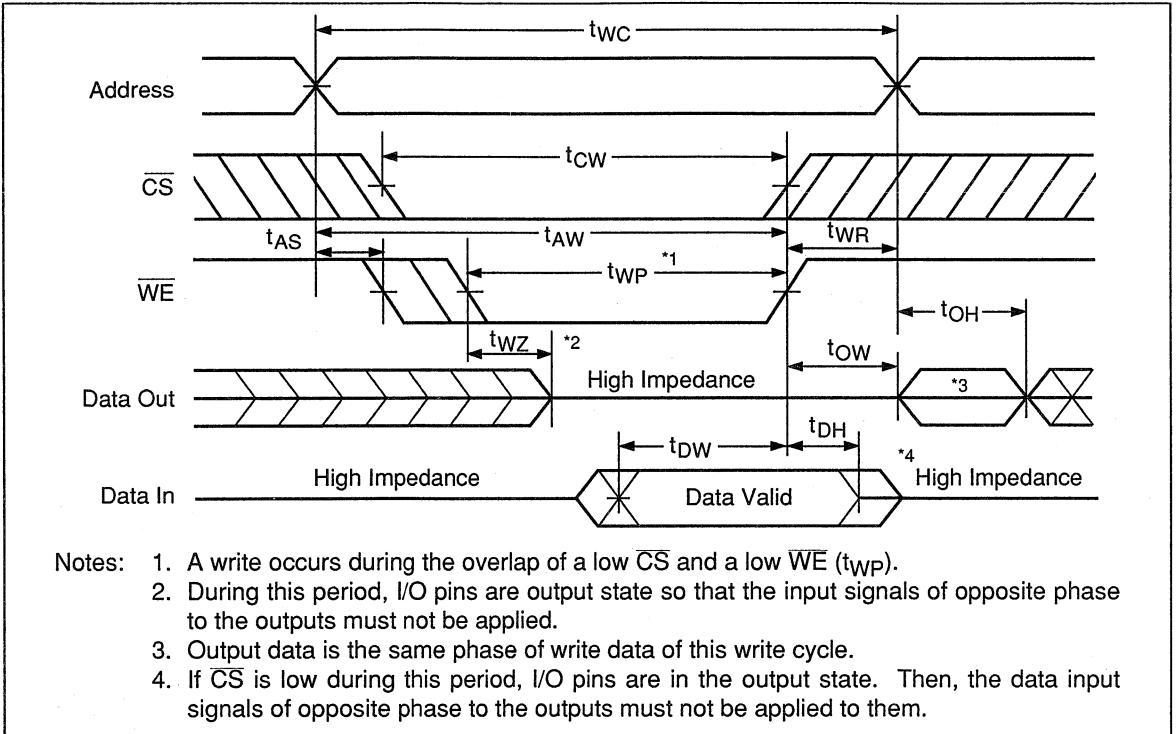 tWC
Address
tCW
CS
tAS
tAW
tWR
WE
tWP *1
tOH
tWZ *2
tOW
Data Out
High Impedance
*3
tDW
tDH
*4
Data In
High Impedance
Data Valid
High Impedance
Notes: 1. A write occurs during the overlap of a low C̅S̅ and a low W̅E̅ (tWP).
2. During this period, I/O pins are output state so that the input signals of opposite phase
to the outputs must not be applied.
3. Output data is the same phase of write data of this write cycle.
4. If C̅S̅ is low during this period, I/O pins are in the output state. Then, the data input
signals of opposite phase to the outputs must not be applied to them.